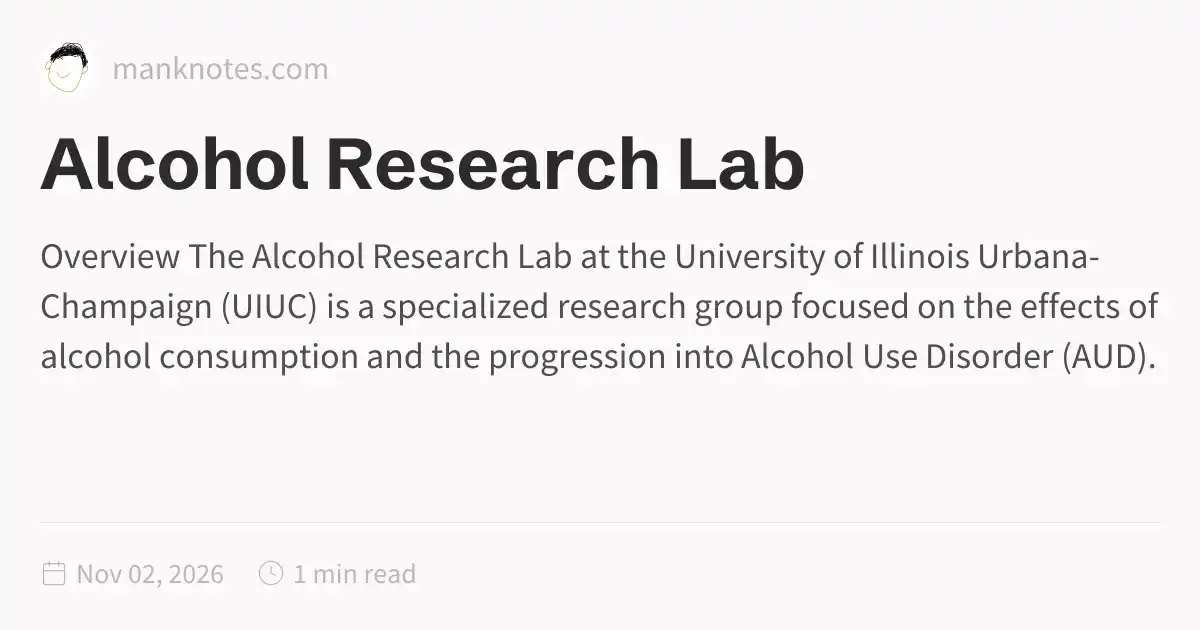 manknotes.com
Alcohol Research Lab
Overview The Alcohol Research Lab at the University of Illinois Urbana-
Champaign (UIUC) is a specialized research group focused on the effects of
alcohol consumption and the progression into Alcohol Use Disorder (AUD).
Nov 02, 2026 1 min read